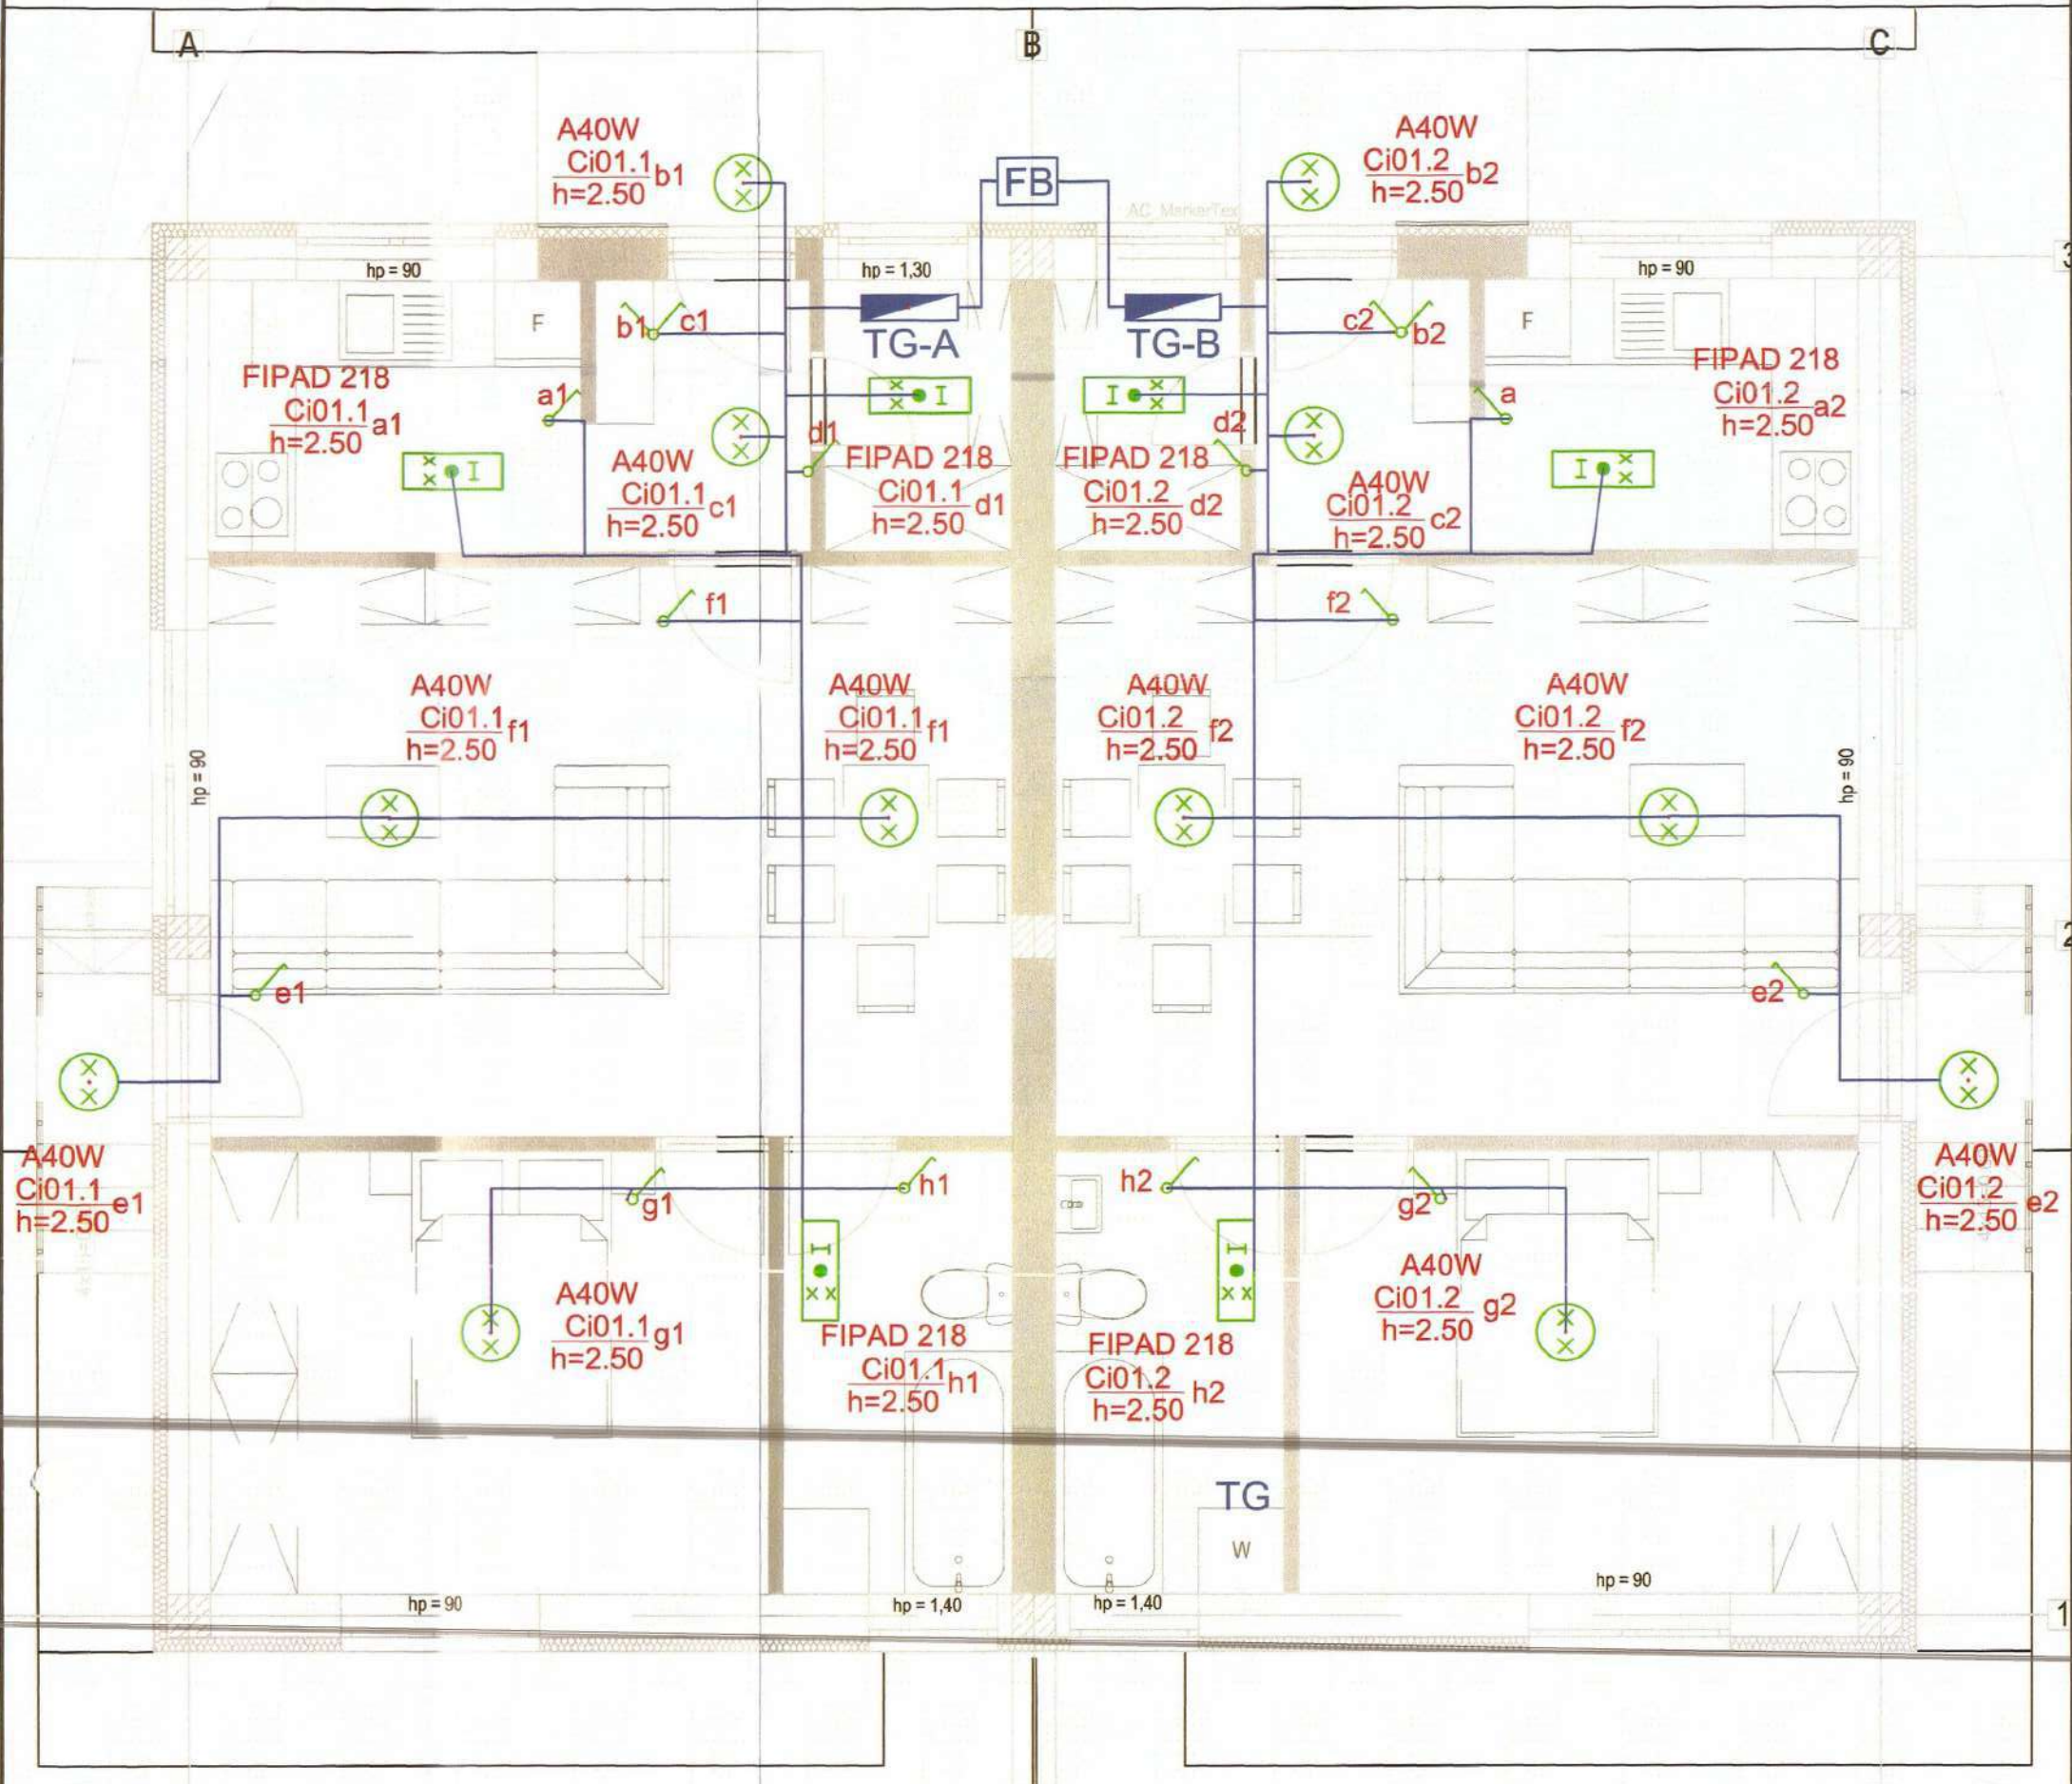 A
B
C
A40W
Ci01.1
h=2.50
b1
FB
A40W
Ci01.2
h=2.50
b2
AC_MarkerTex
3
hp = 90
hp = 1,30
hp = 90
F
b1
c1
TG-A
TG-B
c2
b2
F
FIPAD 218
Ci01.1
h=2.50
a1
a1
I
I
a
FIPAD 218
Ci01.2
h=2.50
a2
I
A40W
Ci01.1
h=2.50
c1
d1
FIPAD 218
Ci01.1
h=2.50
d1
d2
FIPAD 218
Ci01.2
h=2.50
d2
A40W
Ci01.2
h=2.50
c2
I
f1
f2
A40W
Ci01.1
h=2.50
f1
A40W
Ci01.1
h=2.50
f1
A40W
Ci01.2
h=2.50
f2
A40W
Ci01.2
h=2.50
f2
hp = 90
hp = 90
2
e1
e2
A40W
Ci01.1
h=2.50
e1
g1
h1
h2
g2
A40W
Ci01.2
h=2.50
e2
I
I
A40W
Ci01.1
h=2.50
g1
FIPAD 218
Ci01.1
h=2.50
h1
FIPAD 218
Ci01.2
h=2.50
h2
A40W
Ci01.2
h=2.50
g2
TG
W
hp = 90
hp = 1,40
hp = 1,40
hp = 90
1